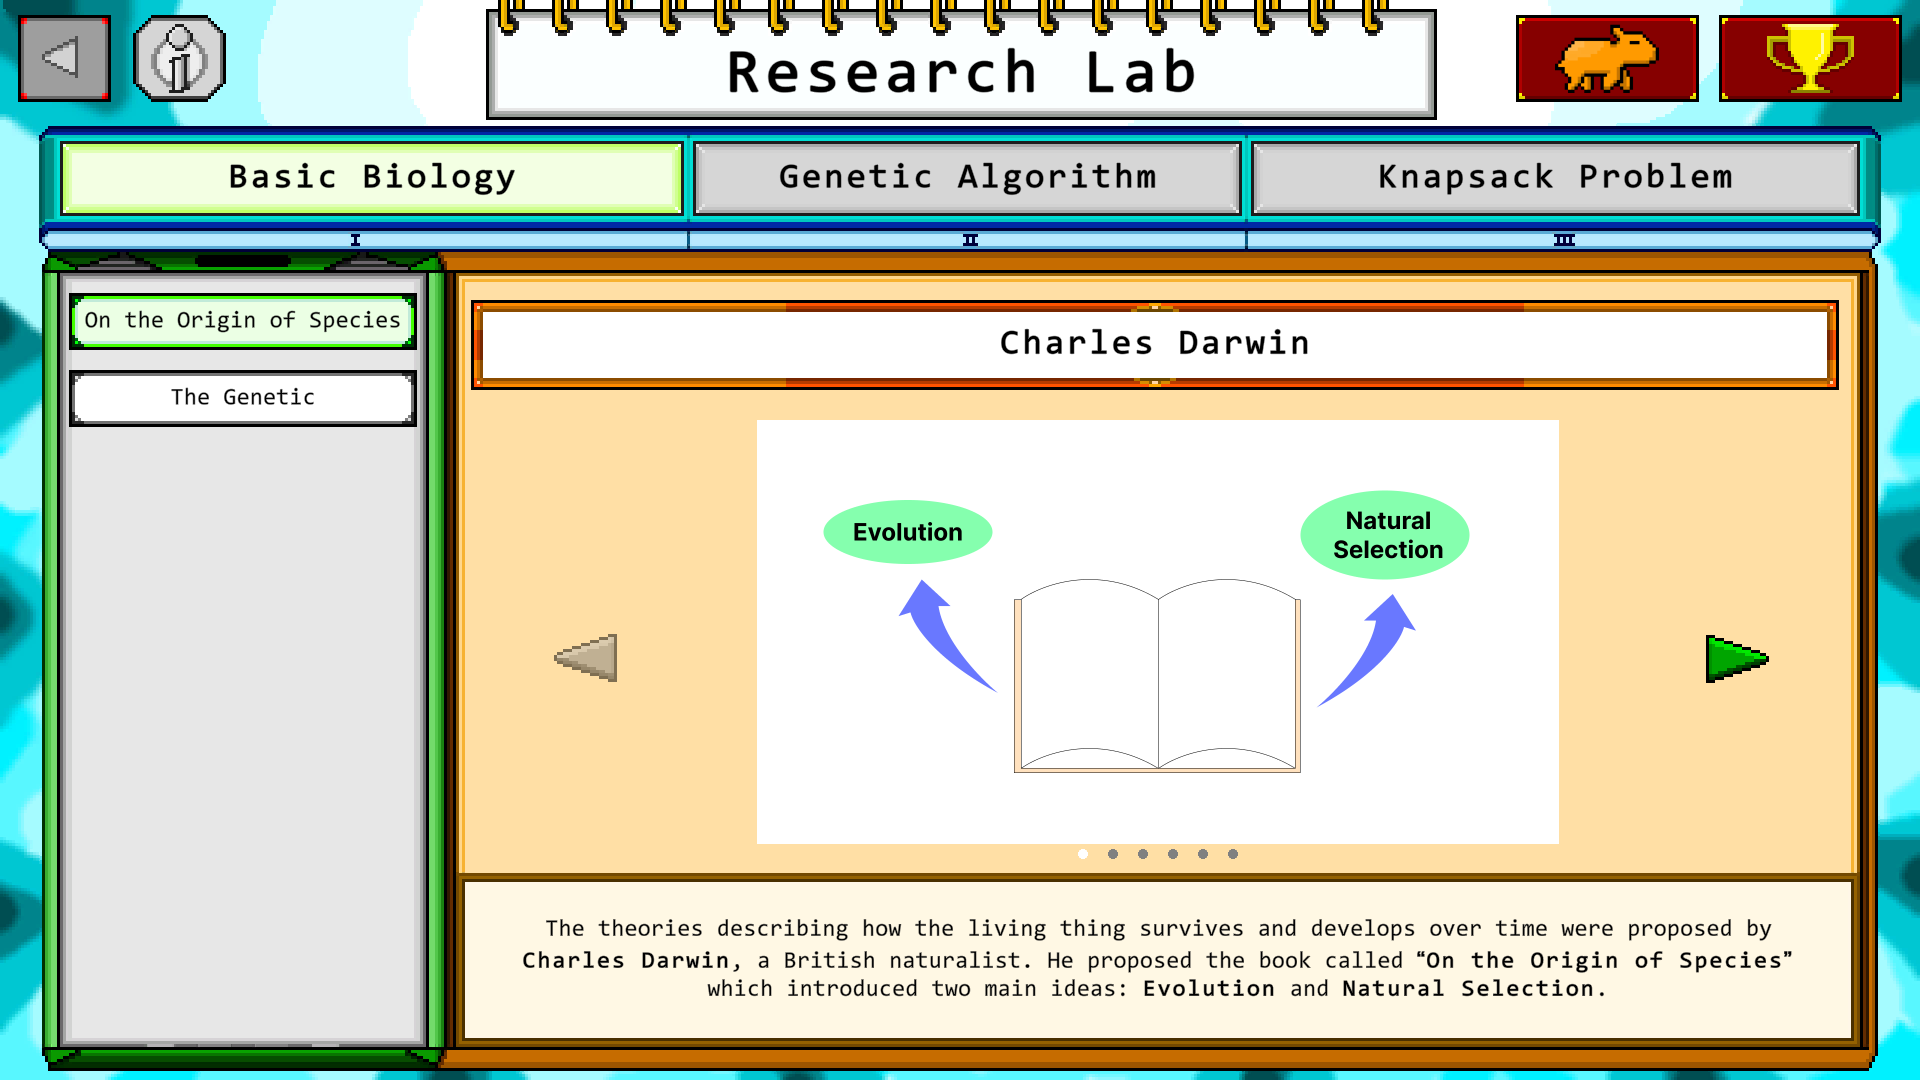 Research Lab
Basic Biology
Genetic Algorithm
Knapsack Problem
I
II
III
On the Origin of Species
The Genetic
Charles Darwin
Evolution
Natural
Selection
The theories describing how the living thing survives and develops over time were proposed by
Charles Darwin, a British naturalist. He proposed the book called “On the Origin of Species”
which introduced two main ideas: Evolution and Natural Selection.